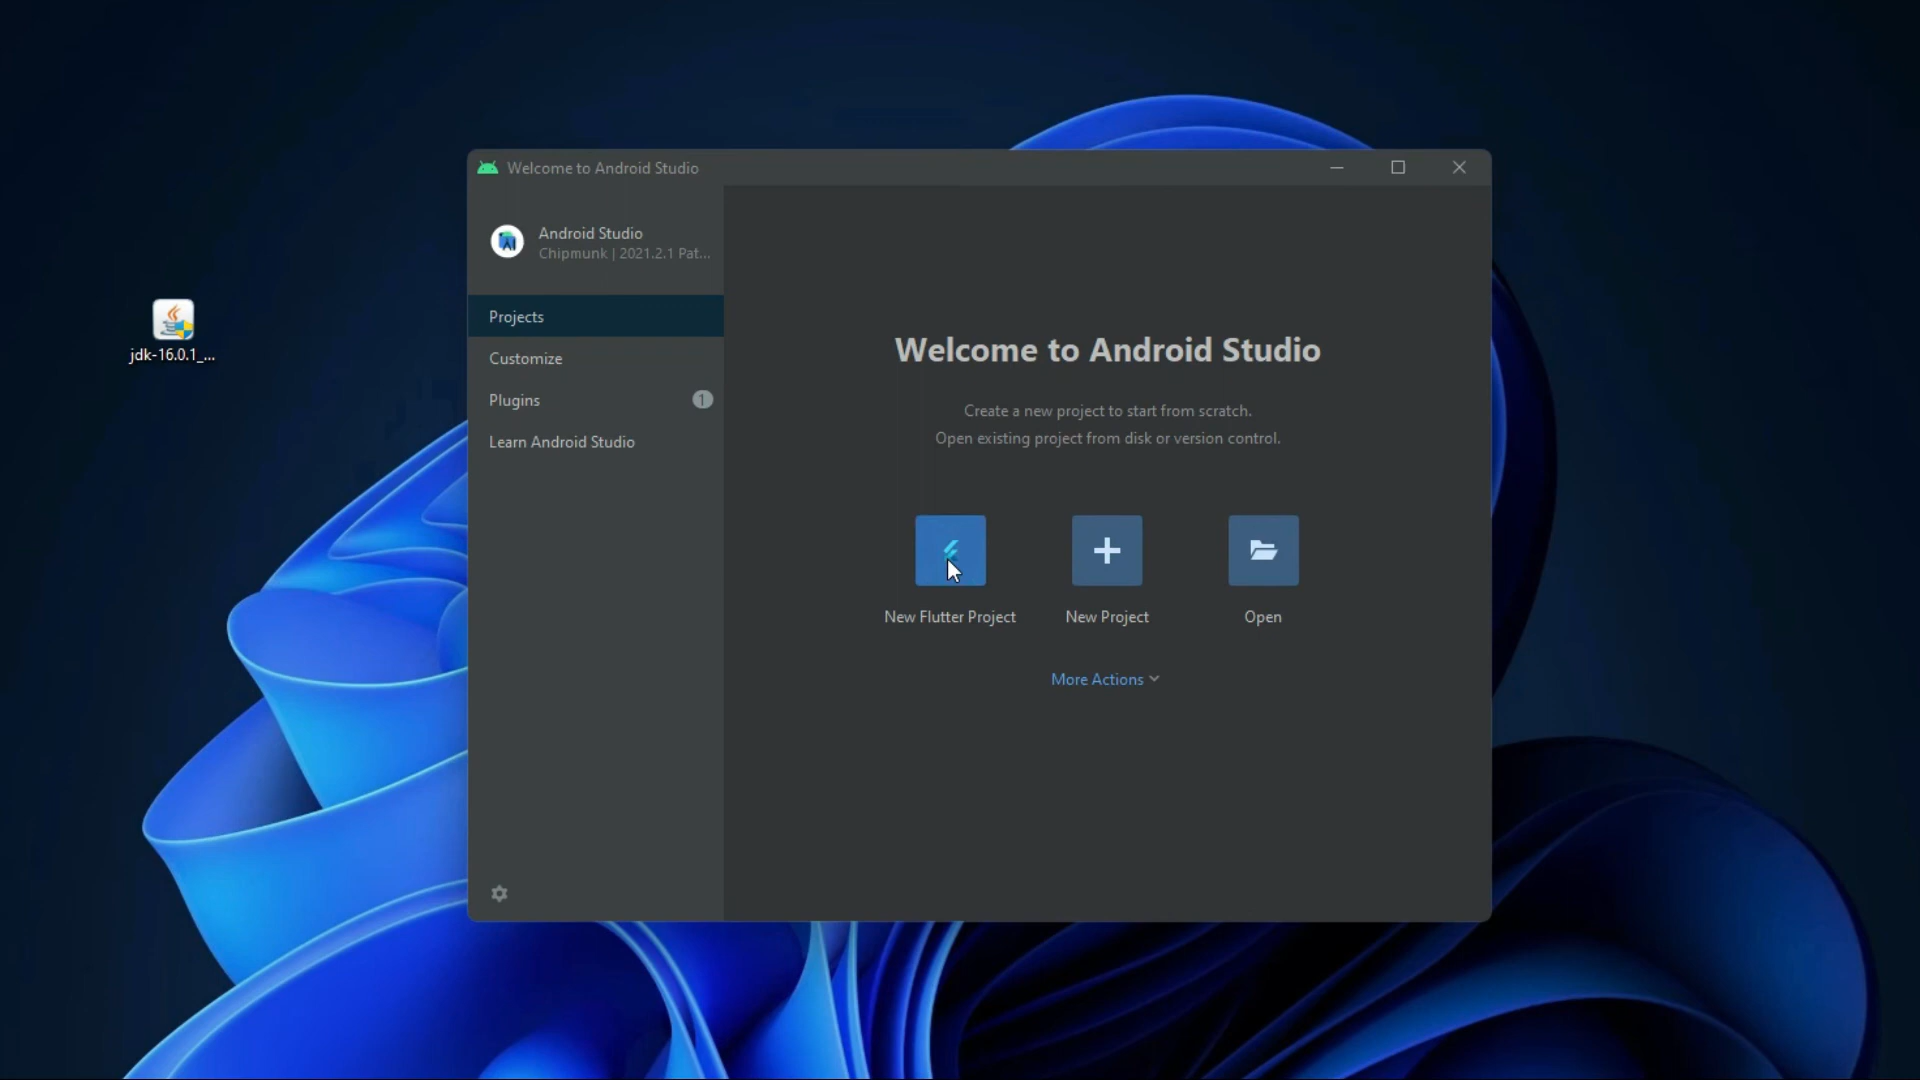 Welcome to Android Studio
Android Studio
Chipmunk | 2021.2.1 Pat...
Projects
Customize
Plugins
1
Learn Android Studio
jdk-16.0.1_...
Welcome to Android Studio
Create a new project to start from scratch.
Open existing project from disk or version control.
New Flutter Project
New Project
Open
More Actions